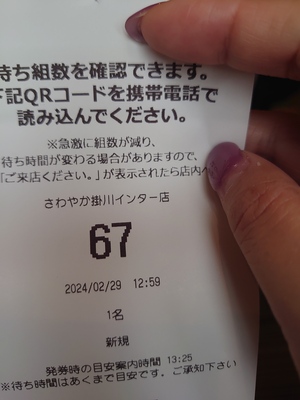 待ち組数を確認できます。
下記QRコードを携帯電話で
読み込んでください。
※急激に組数が減り、
待ち時間が変わる場合がありますので、
「ご来店ください。」が表示されたら店内へ
さわやか掛川インター店
67
2024/02/29 12:59
1名
新規
発券時の目安案内時間 13:25
※待ち時間はあくまで目安です。ご承知下さい